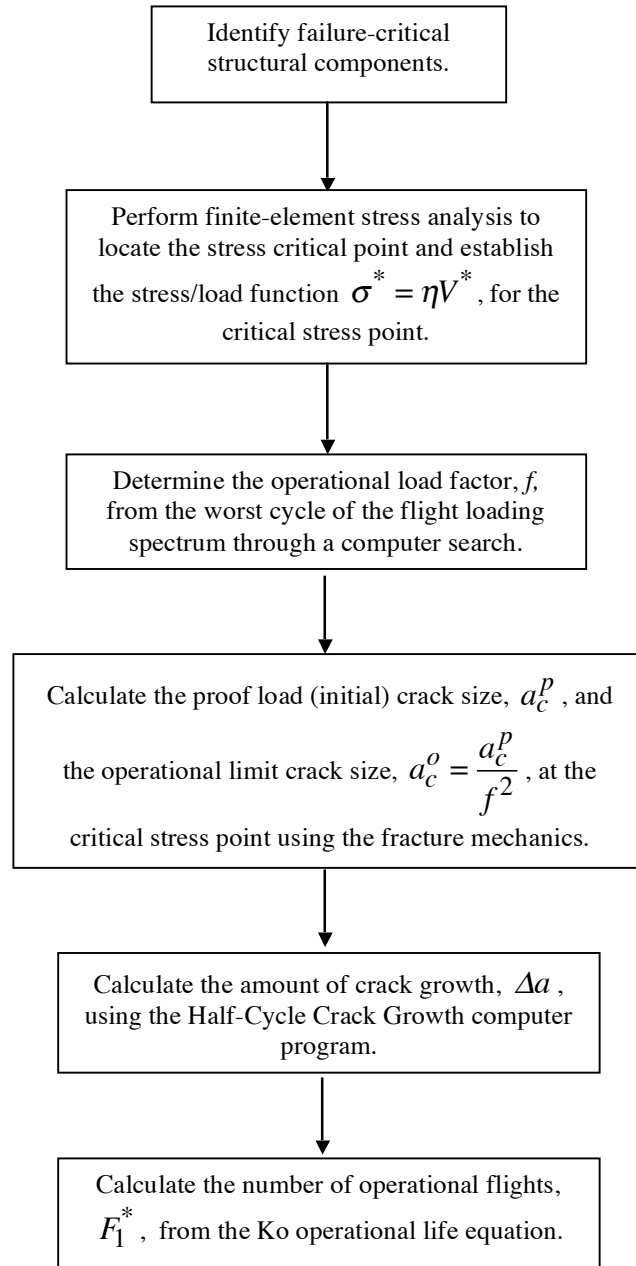 Identify failure-critical
structural components.
Perform finite-element stress analysis to
locate the stress critical point and establish
the stress/load function σ* = ηV*, for the
critical stress point.
Determine the operational load factor, f,
from the worst cycle of the flight loading
spectrum through a computer search.
Calculate the proof load (initial) crack size, a_c^p, and
the operational limit crack size, a_c^o = a_c^p / f^2, at the
critical stress point using the fracture mechanics.
Calculate the amount of crack growth, Δa,
using the Half-Cycle Crack Growth computer
program.
Calculate the number of operational flights,
F_1^*, from the Ko operational life equation.